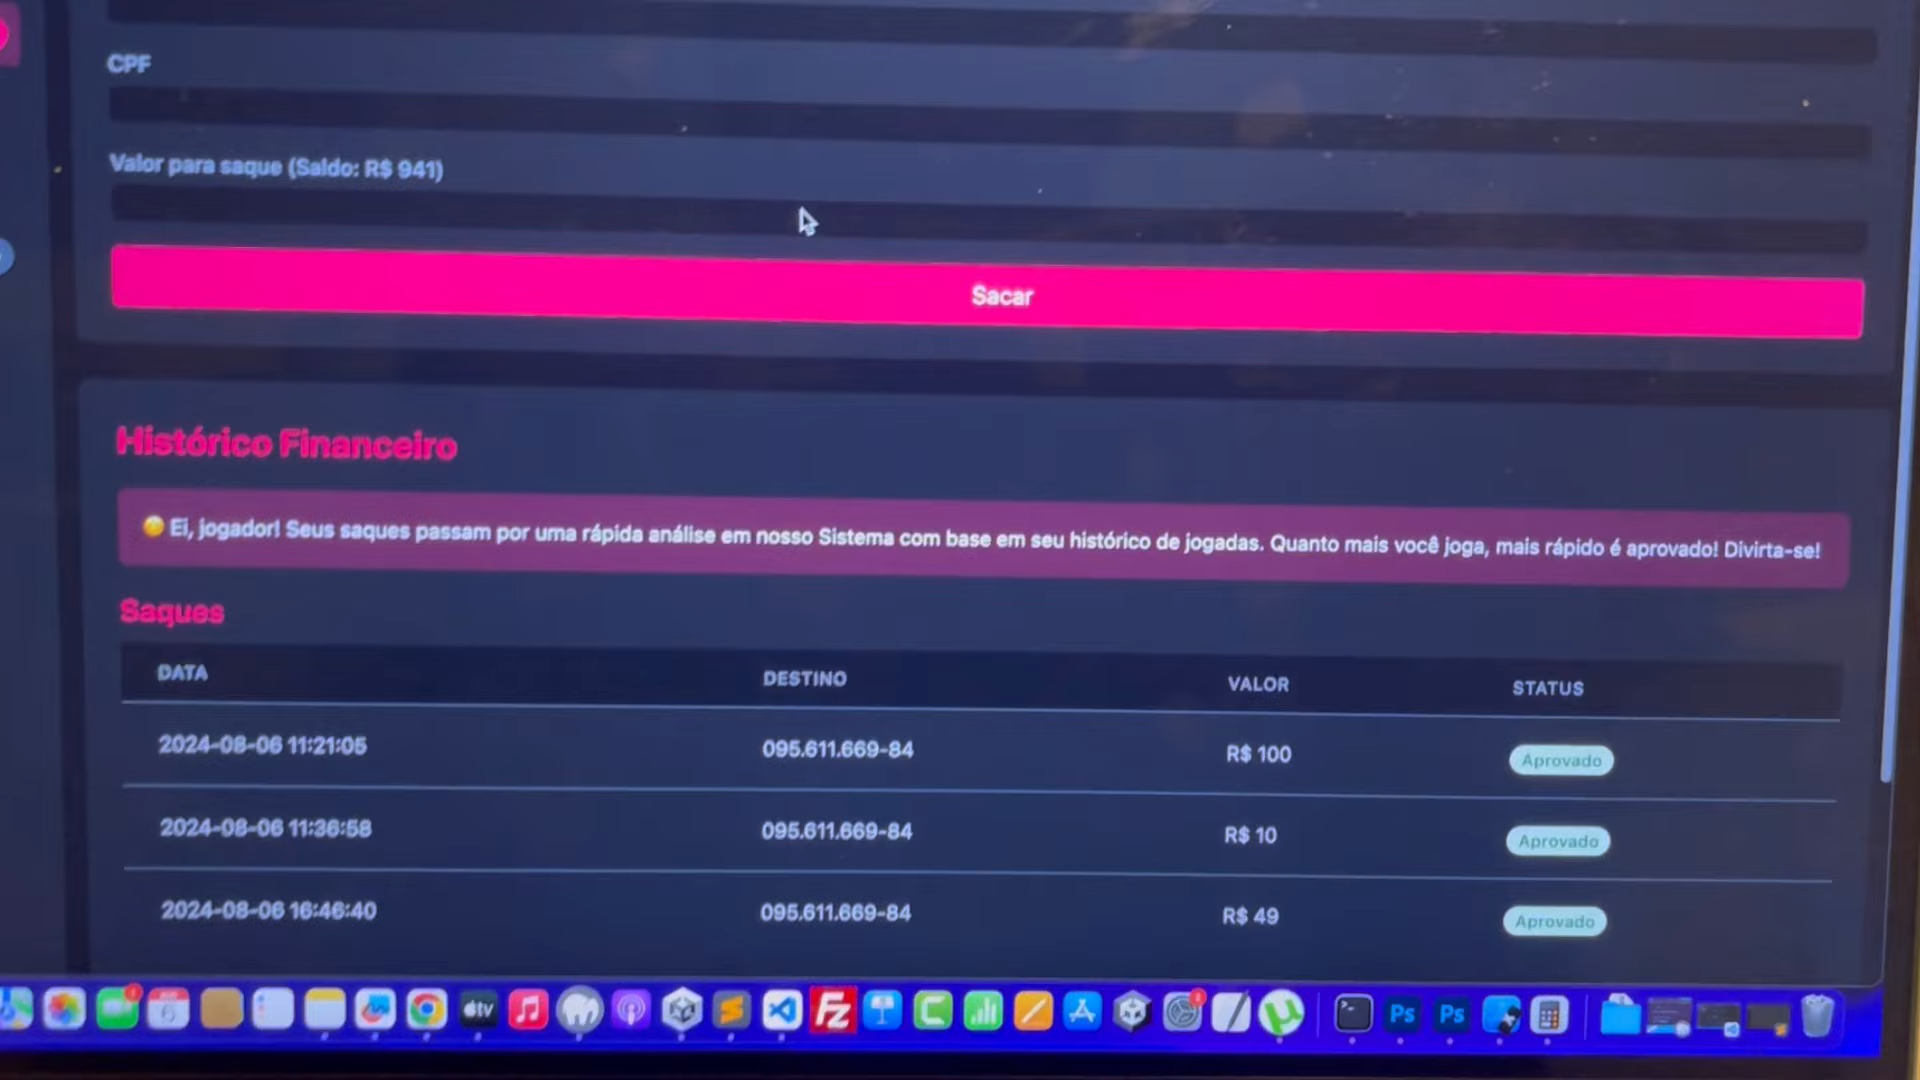 CPF
Valor para saque (Saldo: R$ 941)
Sacar
Histórico Financeiro
Ei, jogador! Seus saques passam por uma rápida análise em nosso Sistema com base em seu histórico de jogadas. Quanto mais você joga, mais rápido é aprovado! Divirta-se!
Saques
DATA DESTINO VALOR STATUS
2024-08-06 11:21:05 095.611.669-84 R$ 100 Aprovado
2024-08-06 11:36:58 095.611.669-84 R$ 10 Aprovado
2024-08-06 16:46:40 095.611.669-84 R$ 49 Aprovado
tv Fz Ps Ps